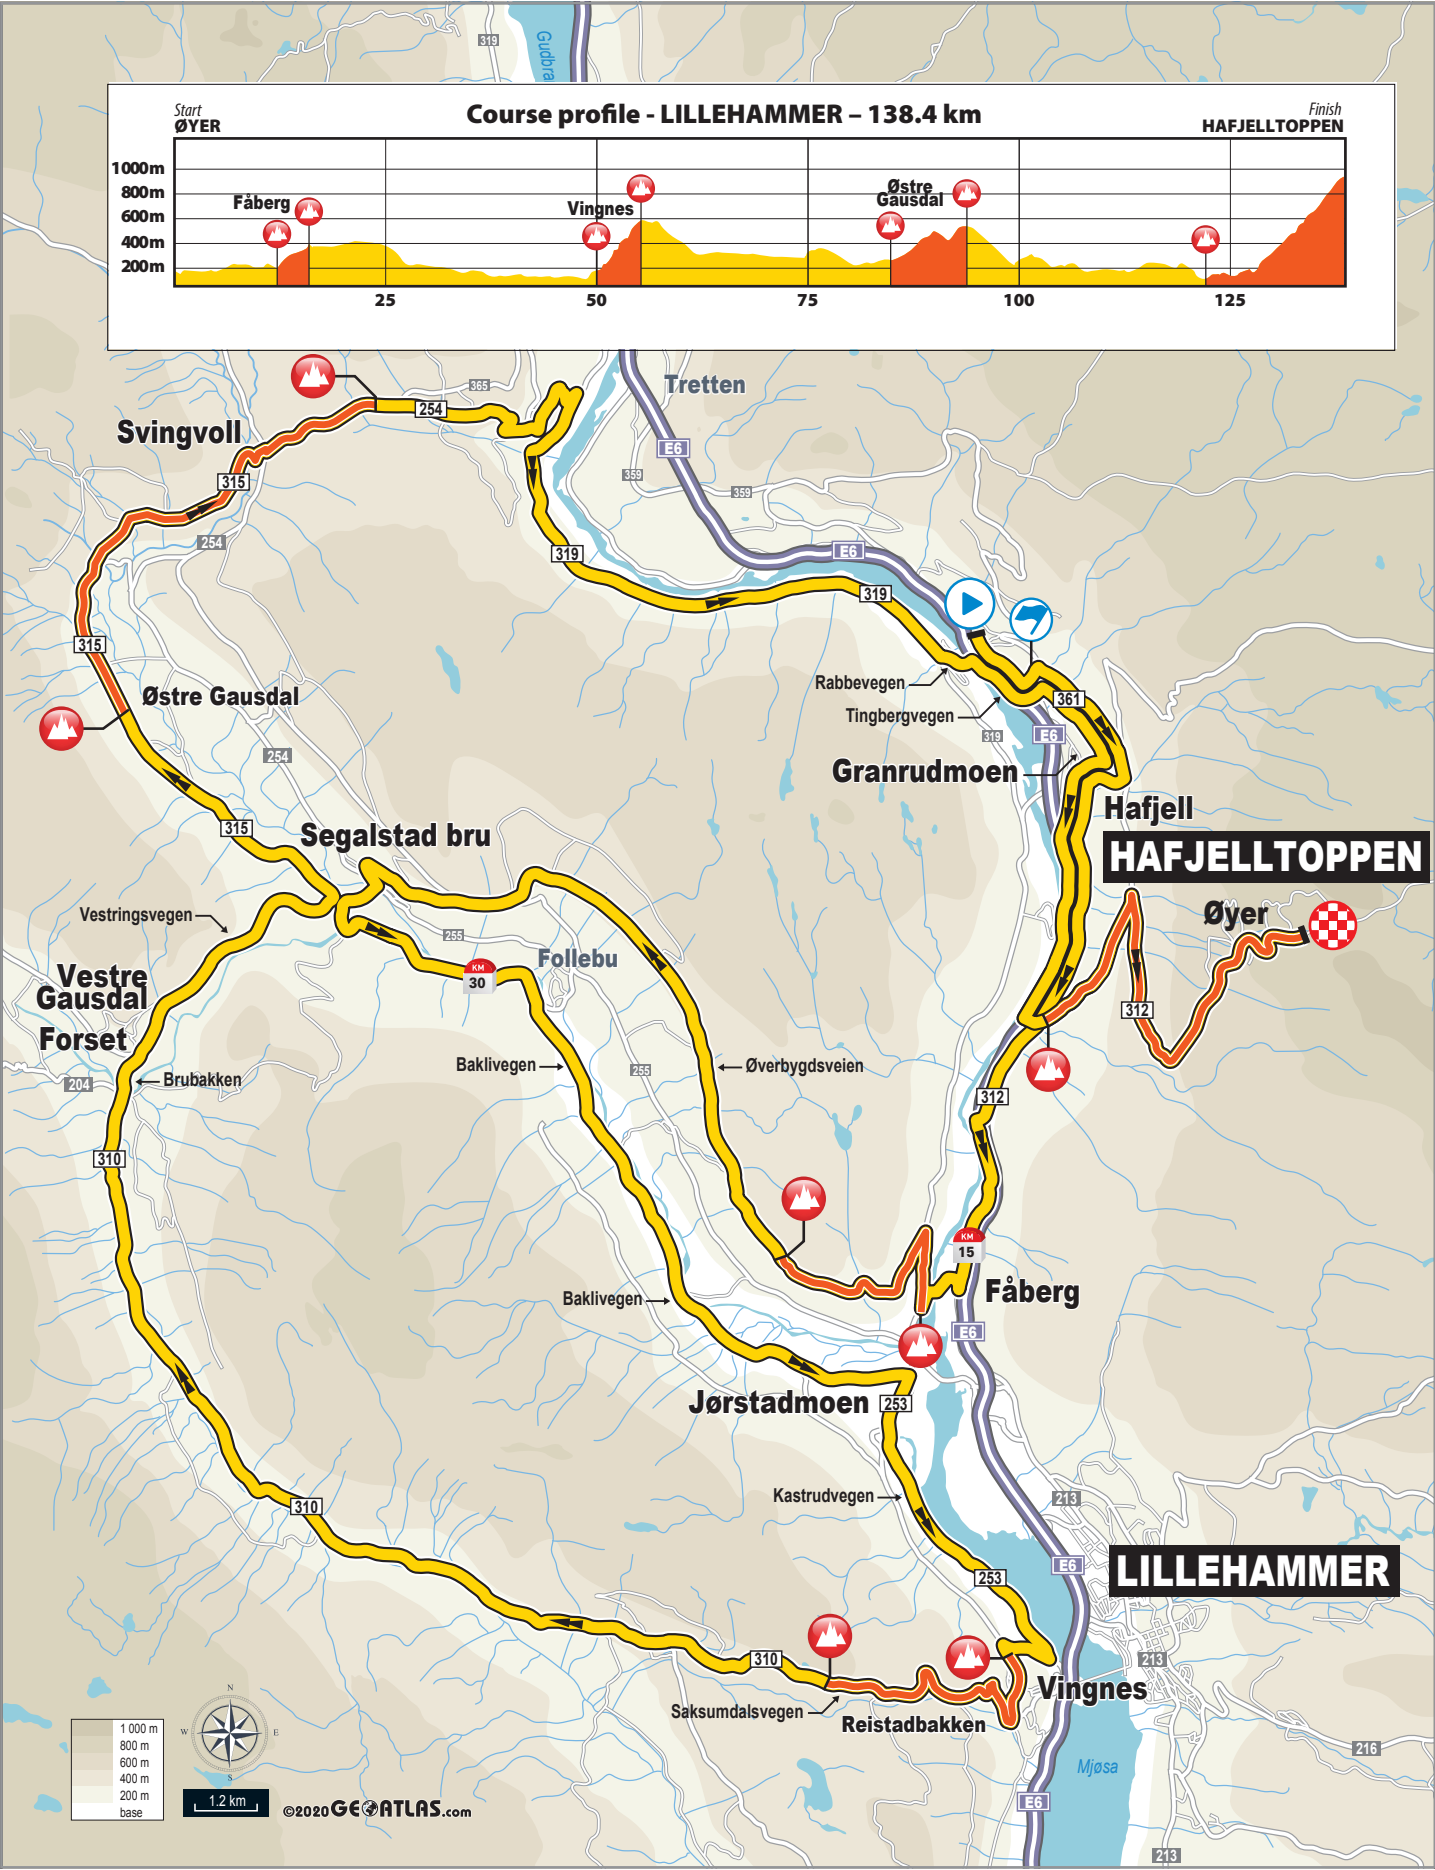 319
Gudbra
Start
ØYER
Course profile - LILLEHAMMER – 138.4 km
Finish
HAFJELLTOPPEN
1000m
800m
600m
400m
200m
Fåberg
Vingnes
Østre
Gausdal
25
50
75
100
125
Tretten
365
254
Svingvoll
E6
315
359
359
254
319
E6
319
315
Rabbevegen
Østre Gausdal
361
Tingbergvegen
319
E6
254
Granrudmoen
Hafjell
315
Segalstad bru
HAFJELLTOPPEN
Vestringsvegen
Øyer
255
Follebu
KM
30
Vestre
Gausdal
312
Forset
Baklivegen
255
Øverbygdsveien
204
Brubakken
312
310
KM
15
Fåberg
Baklivegen
E6
Jørstadmoen
253
Kastrudvegen
213
310
E6
LILLEHAMMER
253
310
213
Vingnes
Saksumdalsvegen
Reistadbakken
N
W
E
S
1 000 m
800 m
600 m
400 m
200 m
base
1.2 km
©2020 GEOATLAS.com
Mjøsa
216
E6
213